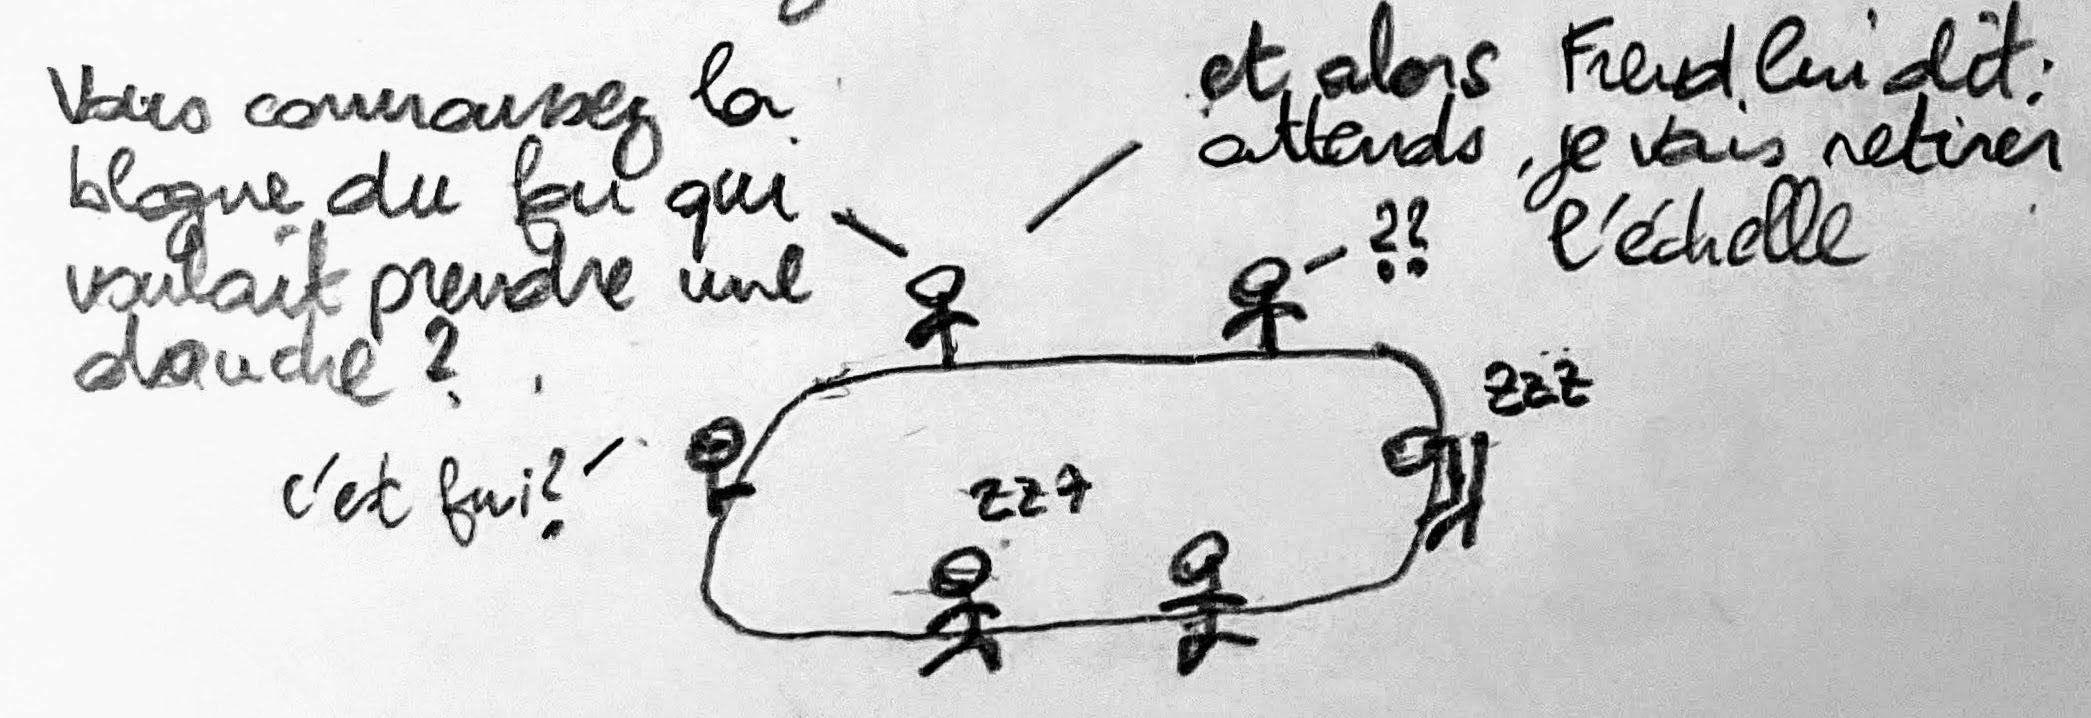 Vous connaissez la
blague du fou qui
voulait prendre une
douche ?
et alors Freud lui dit :
attends, je vais retirer
l'échelle
??
zzz
c'est fini ?
zzz